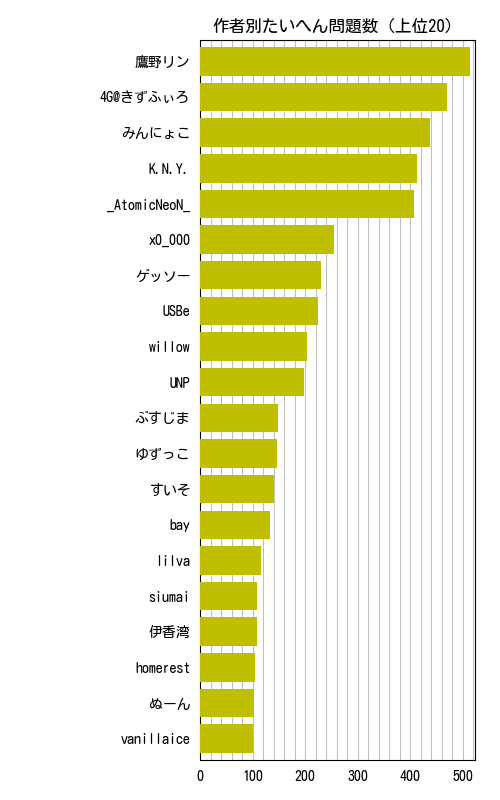 作者別たいへん問題数 (上位20)
鷹野リン
4G@きずふぃろ
みんにょこ
K.N.Y.
_AtomicNeoN_
x0_000
ゲッソー
USBe
willow
UNP
ぶすじま
ゆずっこ
すいそ
bay
lilva
siumai
伊香湾
homerest
ぬーん
vanillaice
0 100 200 300 400 500